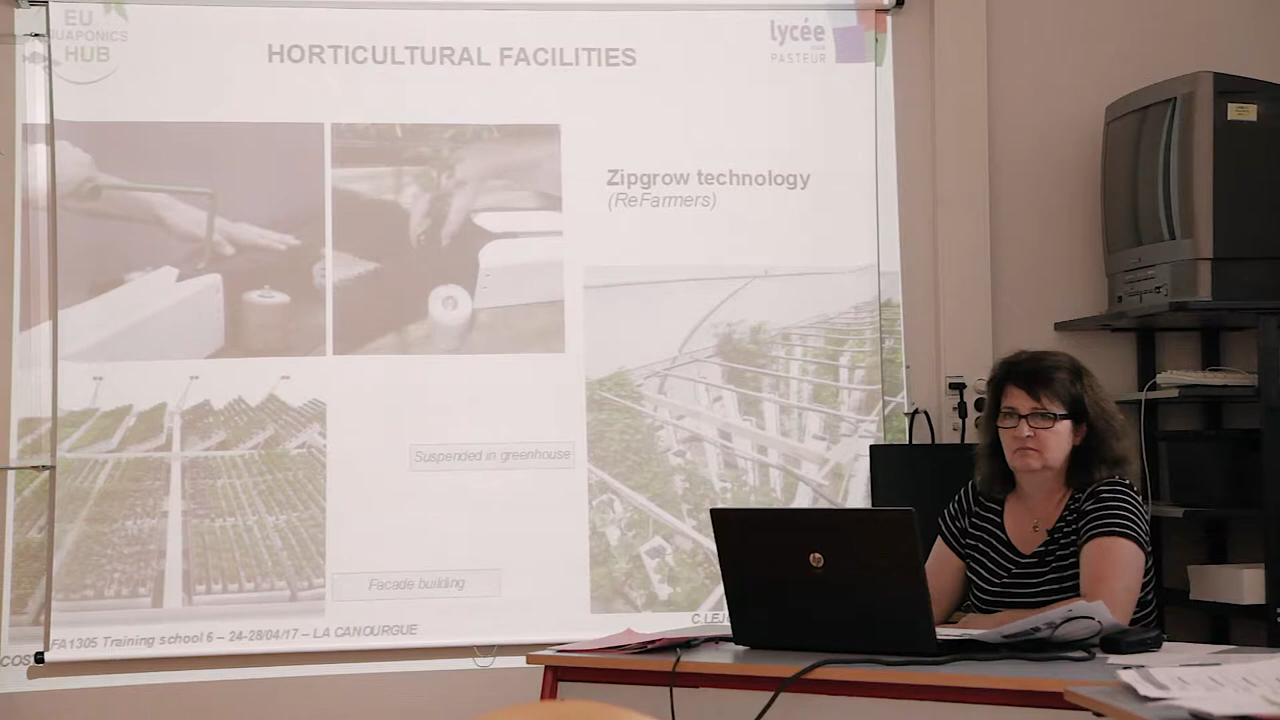 EU
HUB
lycée
PASTEUR
HORTICULTURAL FACILITIES
Zipgrow technology
(ReFarmers)
Suspended in greenhouse
Facade building
FA1305 Training school 6 – 24-28/04/17 – LA CANOURGUE
hp